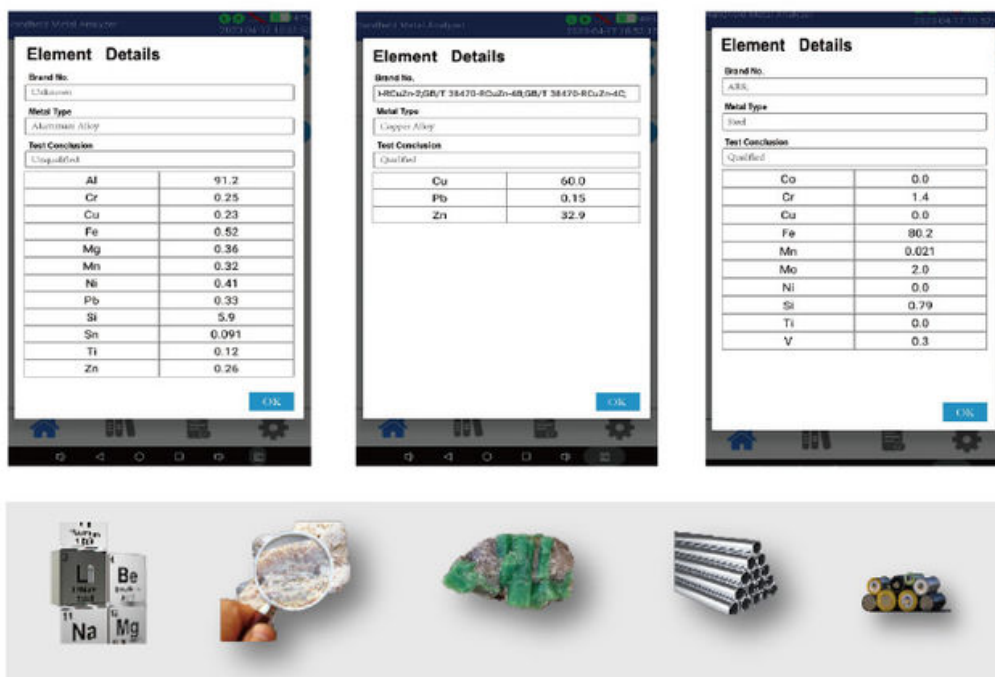 Element Details
Brand No.
Unknown
Metal Type
Aluminum Alloy
Test Conclusion
Unqualified
Al 91.2
Cr 0.25
Cu 0.23
Fe 0.52
Mg 0.36
Mn 0.32
Ni 0.41
Pb 0.33
Si 5.9
Sn 0.091
Ti 0.12
Zn 0.26
OK
Element Details
Brand No.
)-RCuZn-2;GB/T 38470-RCuZn-4B;GB/T 38470-RCuZn-4C;
Metal Type
Copper Alloy
Test Conclusion
Qualified
Cu 60.0
Pb 0.15
Zn 32.9
OK
Element Details
Brand No.
Metal Type
Steel
Test Conclusion
Qualified
Co 0.0
Cr 1.4
Cu 0.0
Fe 80.2
Mn 0.021
Mo 2.0
Ni 0.0
Si 0.79
Ti 0.0
V 0.3
OK
3
Li
4
Be
11
Na
12
Mg